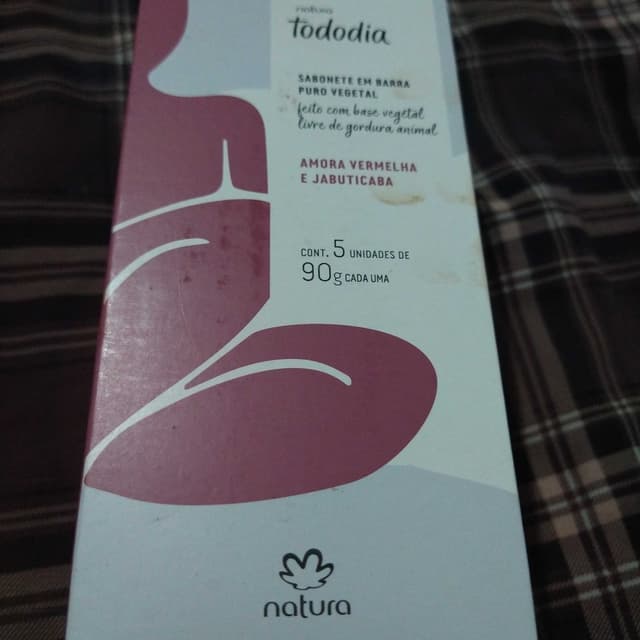 natura
Tododia
SABONETE EM BARRA
PURO VEGETAL
feito com base vegetal
livre de gordura animal
AMORA VERMELHA
E JABUTICABA
CONT. 5 UNIDADES DE
90g CADA UMA
natura